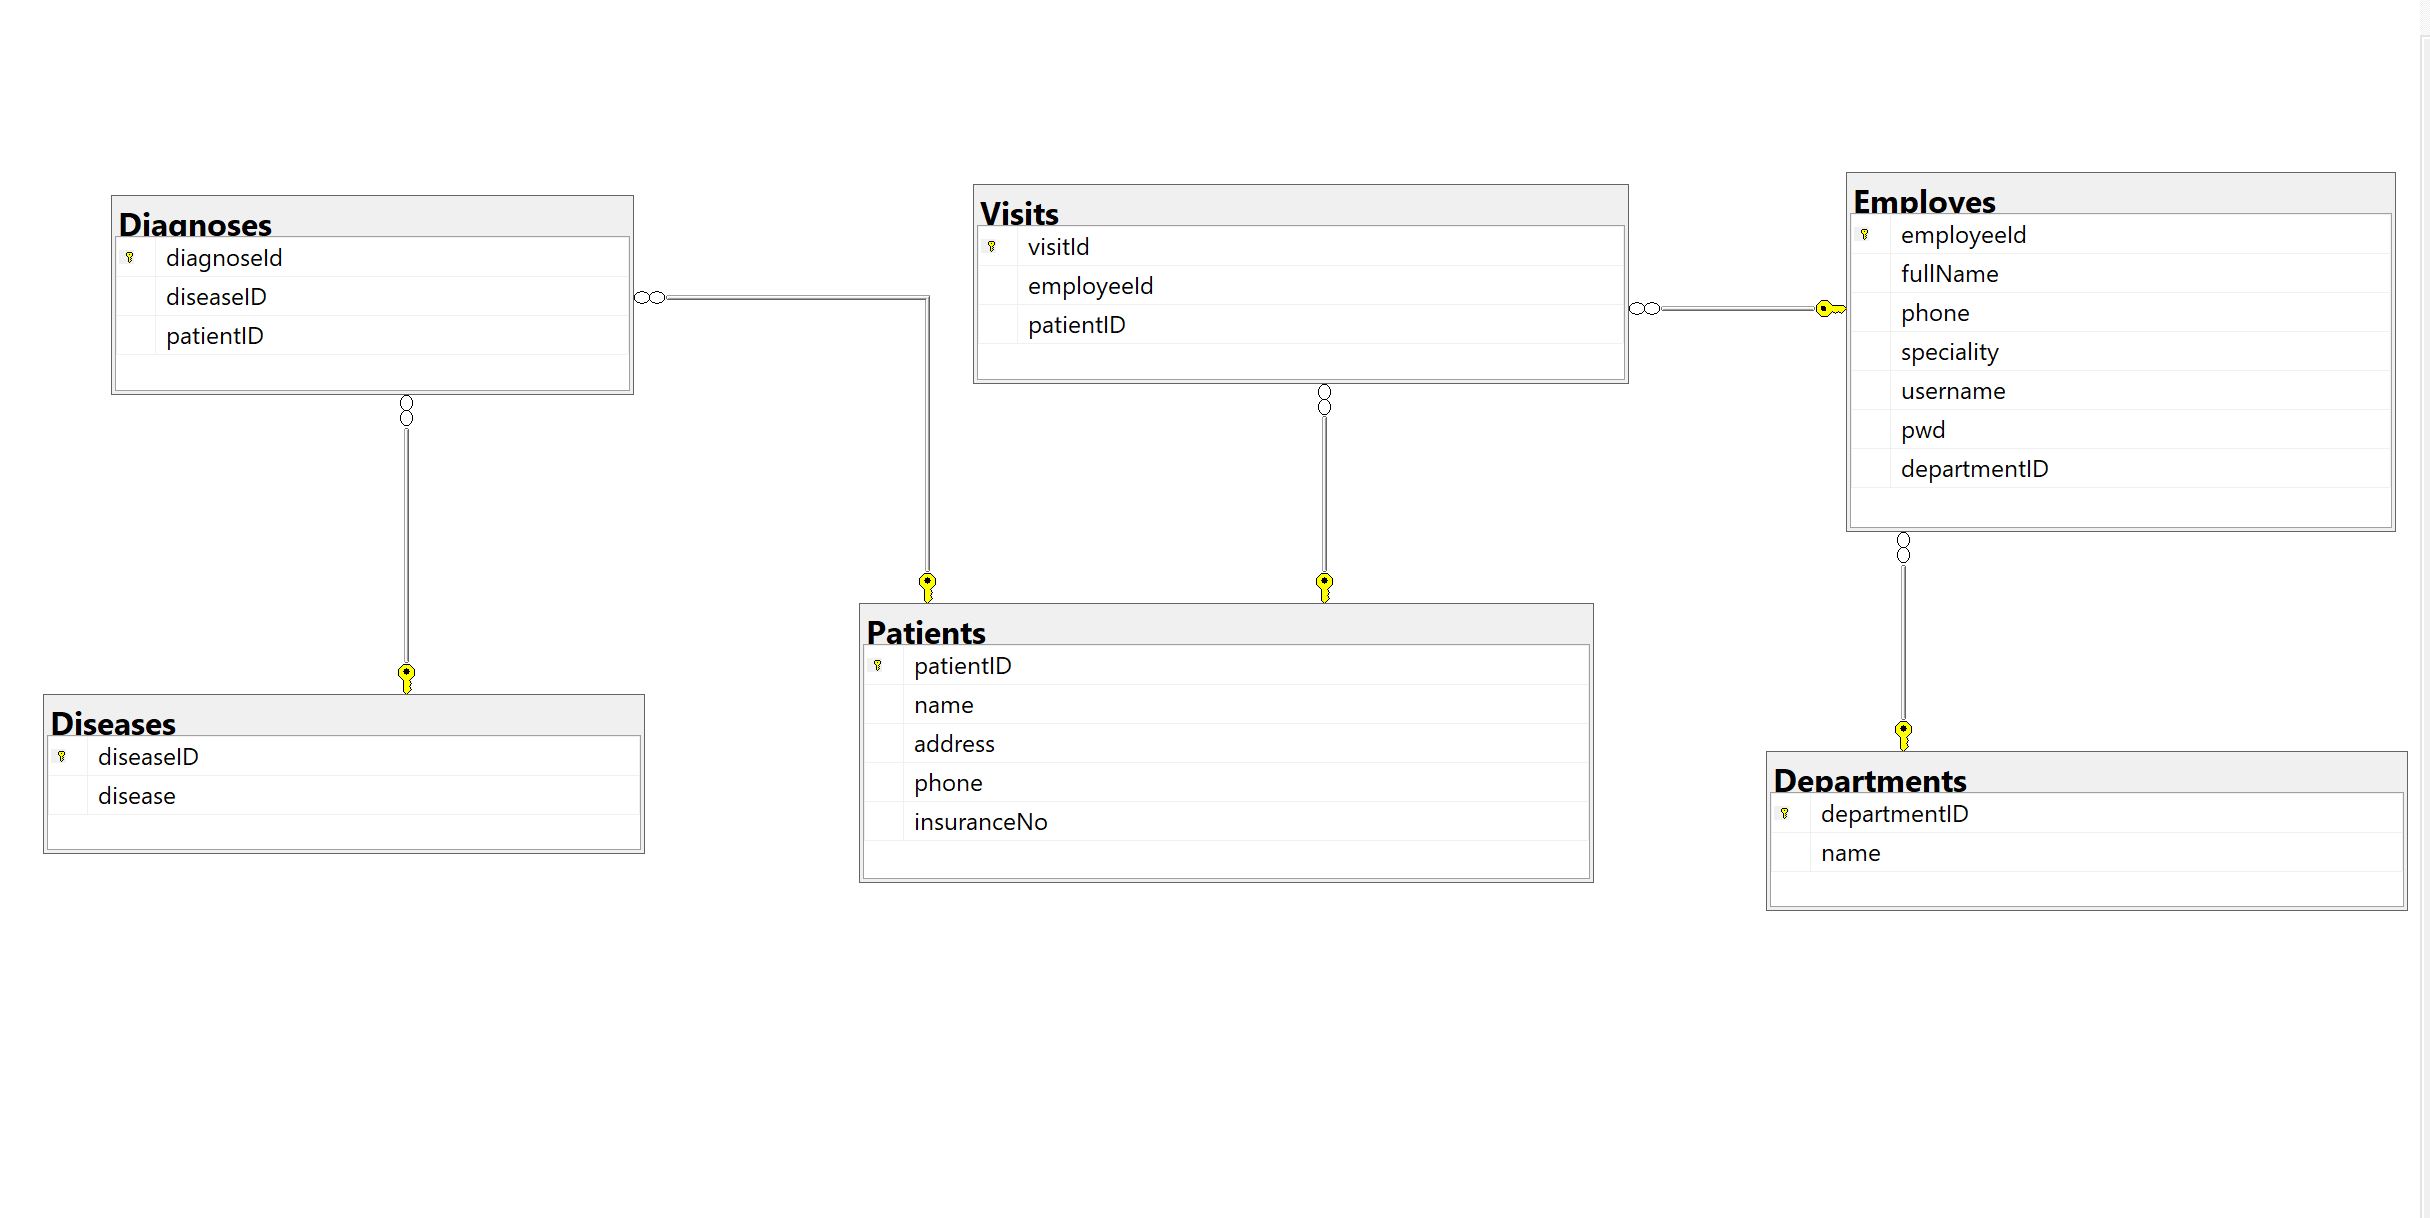 Diagnoses
diagnoseId
diseaseID
patientID
Visits
visitId
employeeId
patientID
Employes
employeeId
fullName
phone
speciality
username
pwd
departmentID
Diseases
diseaseID
disease
Patients
patientID
name
address
phone
insuranceNo
Departments
departmentID
name